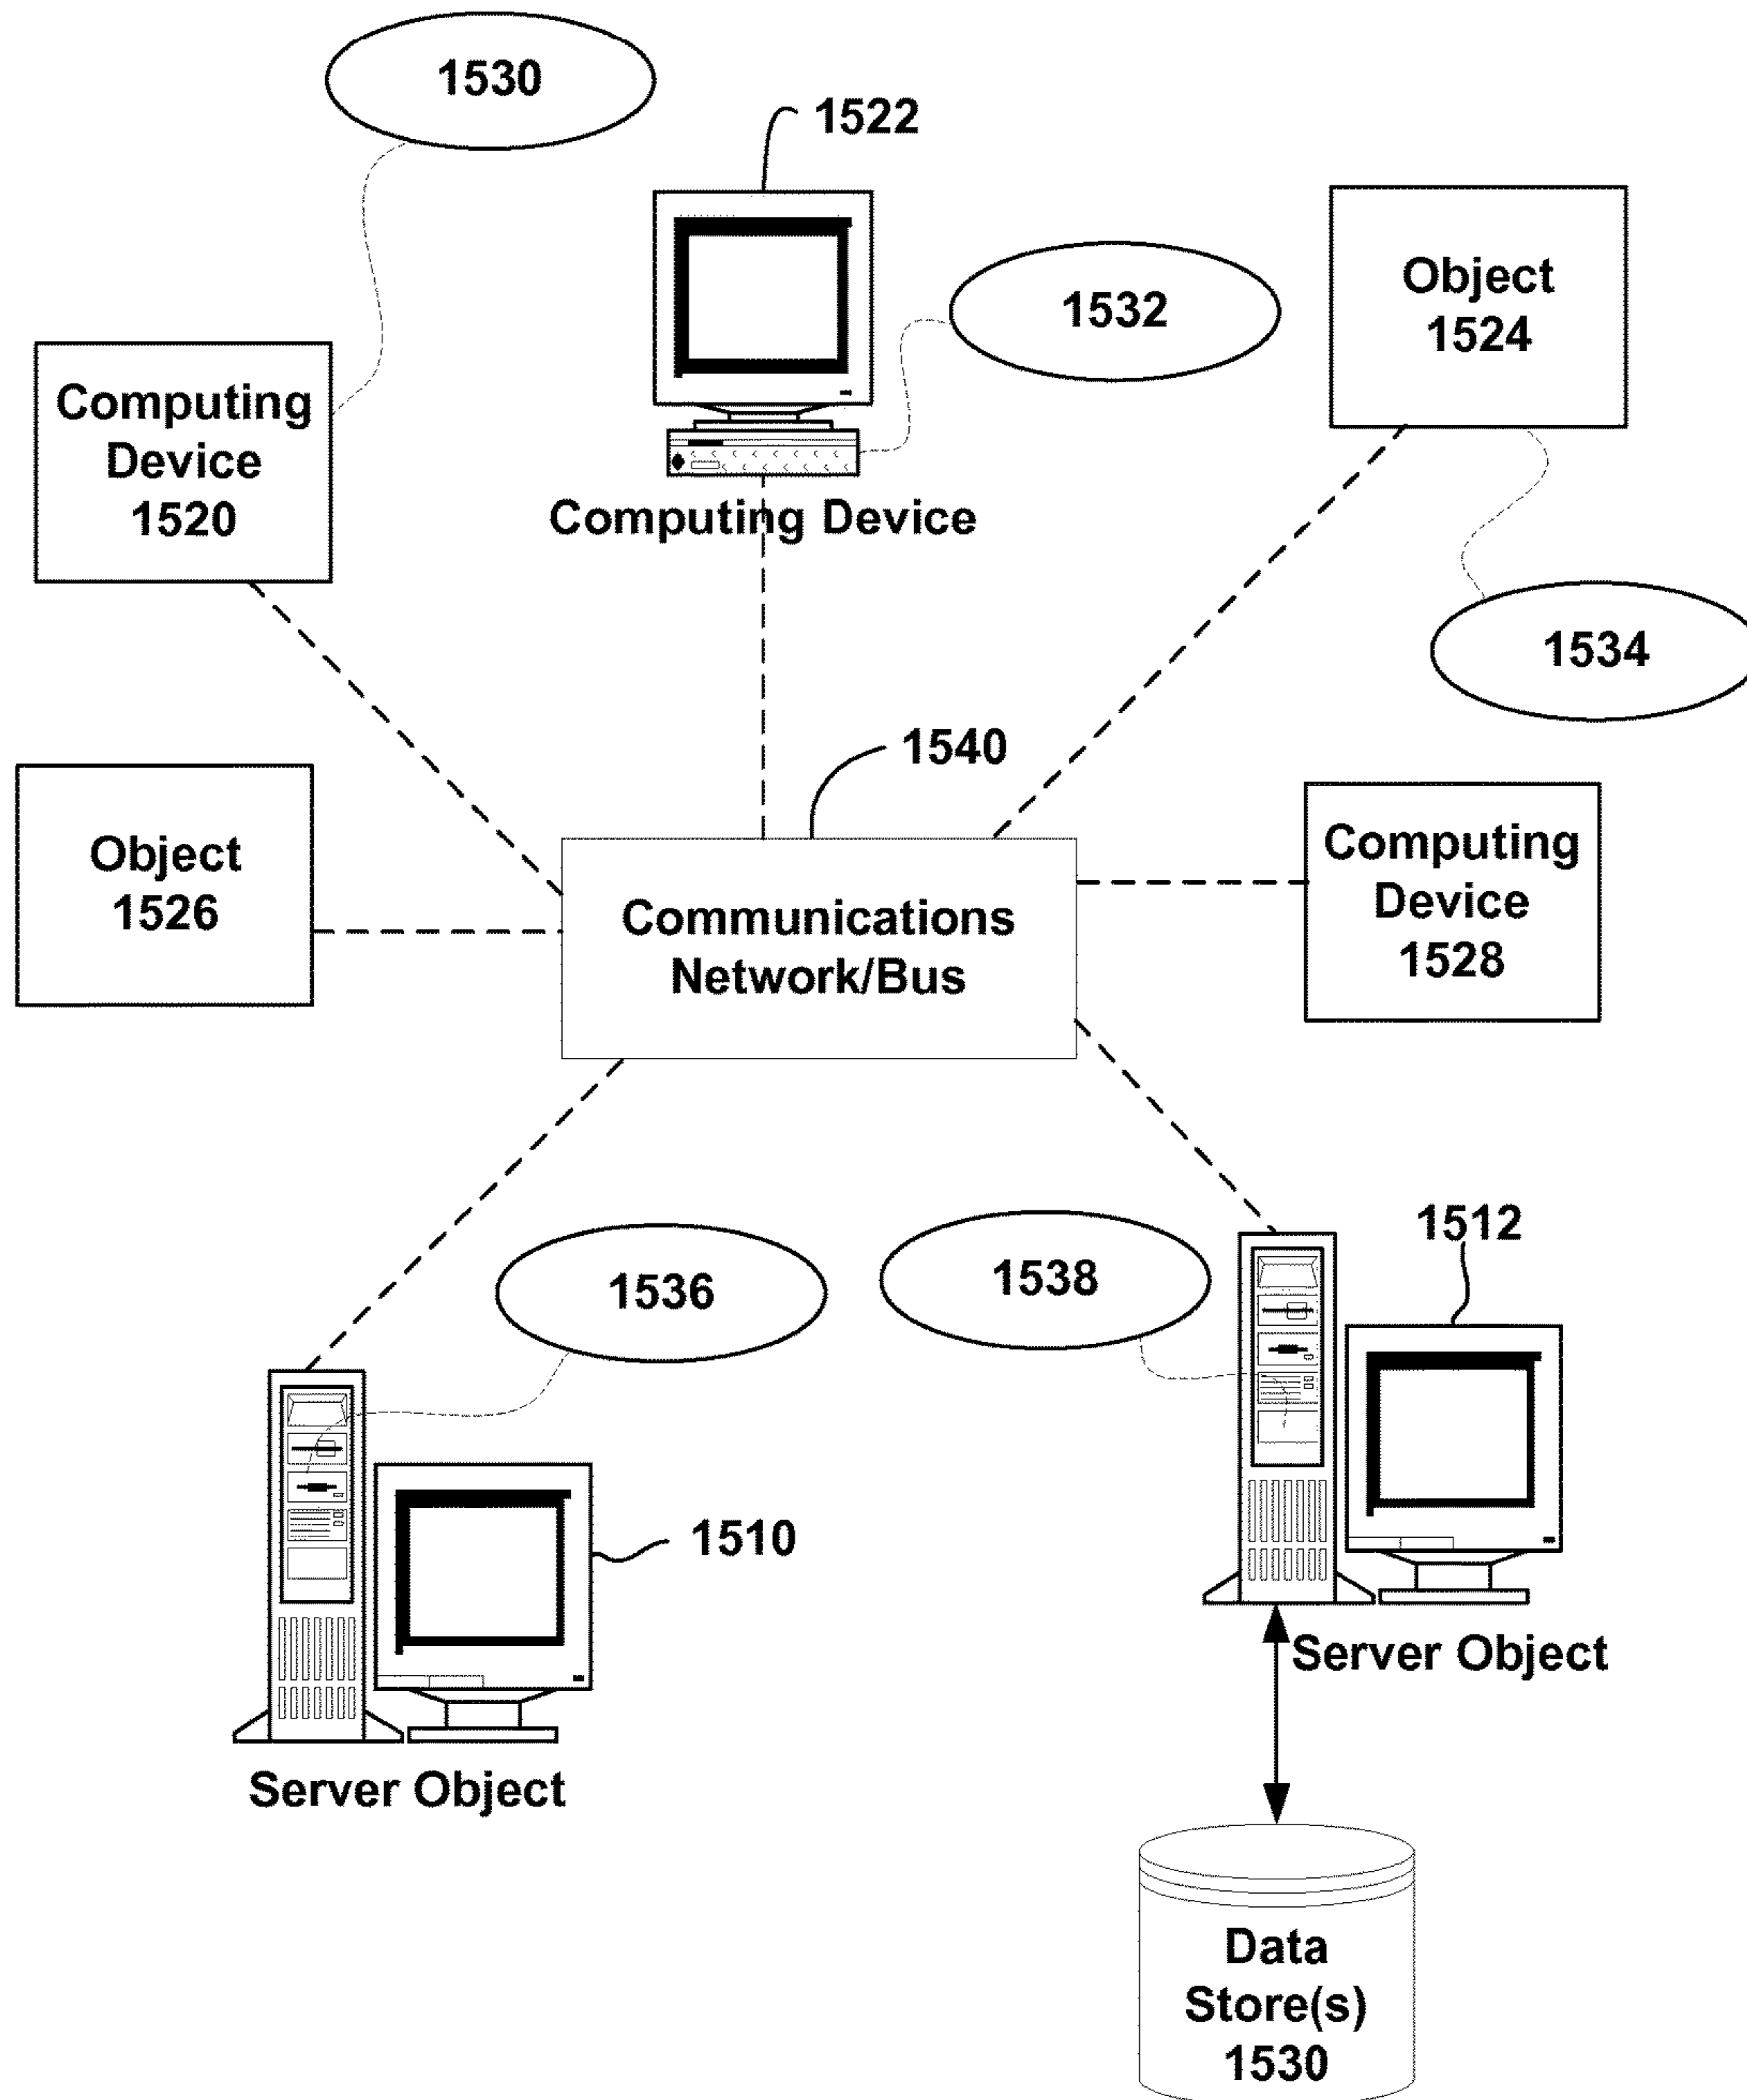 1530
1522
1532
Object
1524
Computing
Device
1520
Computing Device
1534
1540
Object
1526
Computing
Device
1528
Communications
Network/Bus
1512
1536
1538
1510
Server Object
Server Object
Data
Store(s)
1530